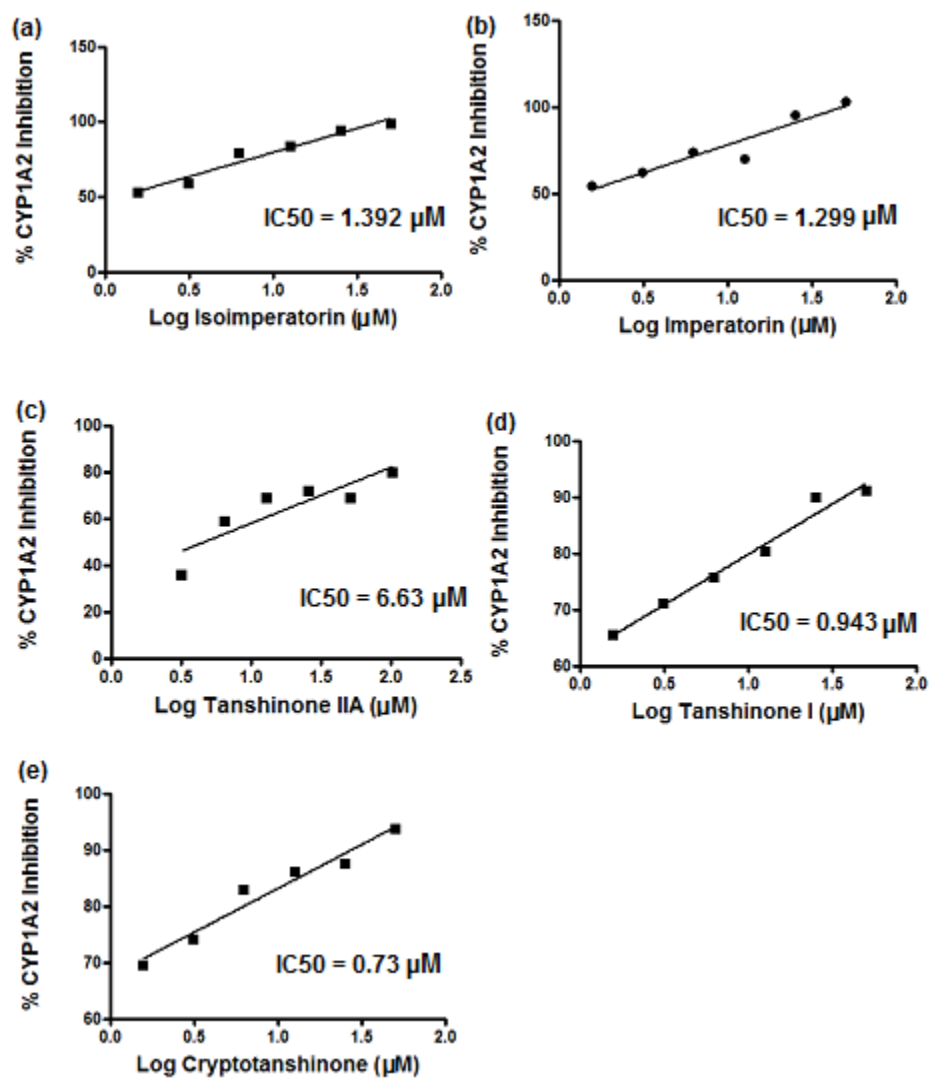 (a)
% CYP1A2 Inhibition
150
100
50
0
0.0 0.5 1.0 1.5 2.0
IC50 = 1.392 µM
Log Isoimperatorin (µM)
(b)
% CYP1A2 Inhibition
150
100
50
0
0.0 0.5 1.0 1.5 2.0
IC50 = 1.299 µM
Log Imperatorin (µM)
(c)
% CYP1A2 Inhibition
100
80
60
40
20
0
0.0 0.5 1.0 1.5 2.0 2.5
IC50 = 6.63 µM
Log Tanshinone IIA (µM)
(d)
% CYP1A2 Inhibition
100
90
80
70
60
0.0 0.5 1.0 1.5 2.0
IC50 = 0.943 µM
Log Tanshinone I (µM)
(e)
% CYP1A2 Inhibition
100
90
80
70
60
0.0 0.5 1.0 1.5 2.0
IC50 = 0.73 µM
Log Cryptotanshinone (µM)